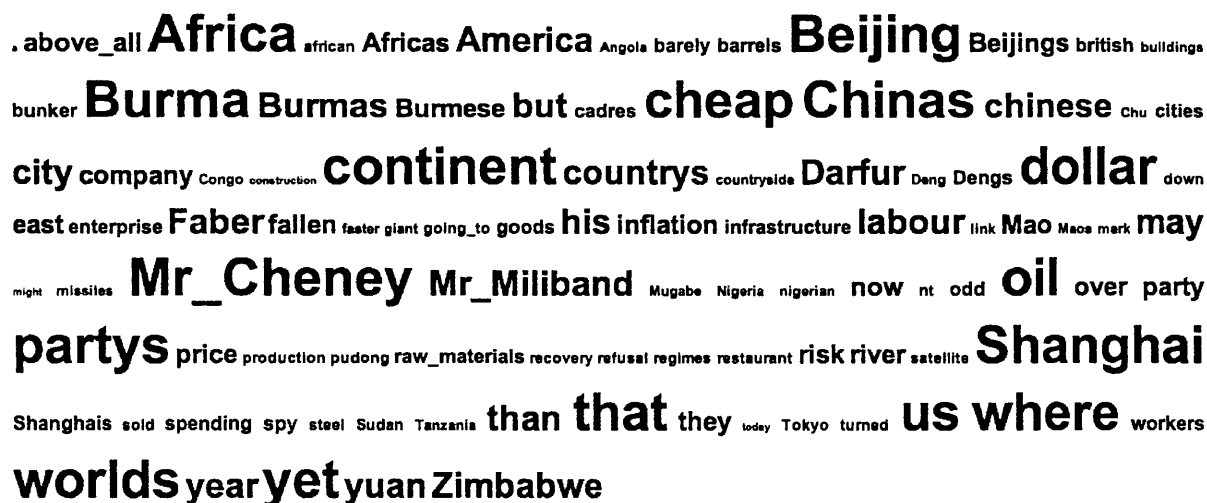 . above_all Africa african Africas America Angola barely barrels Beijing Beijings british buildings
bunker Burma Burmas Burmese but cadres cheap Chinas chinese Chu cities
city company Congo construction continent countrys countryside Darfur Deng Dengs dollar down
east enterprise Faber fallen faster giant going_to goods his inflation infrastructure labour link Mao Maos mark may
might missiles Mr_Cheney Mr_Miliband Mugabe Nigeria nigerian now nt odd oil over party
partys price production pudong raw_materials recovery refusal regimes restaurant risk river satellite Shanghai
Shanghais sold spending spy steel Sudan Tanzania than that they today Tokyo turned us where workers
worlds year yet yuan Zimbabwe